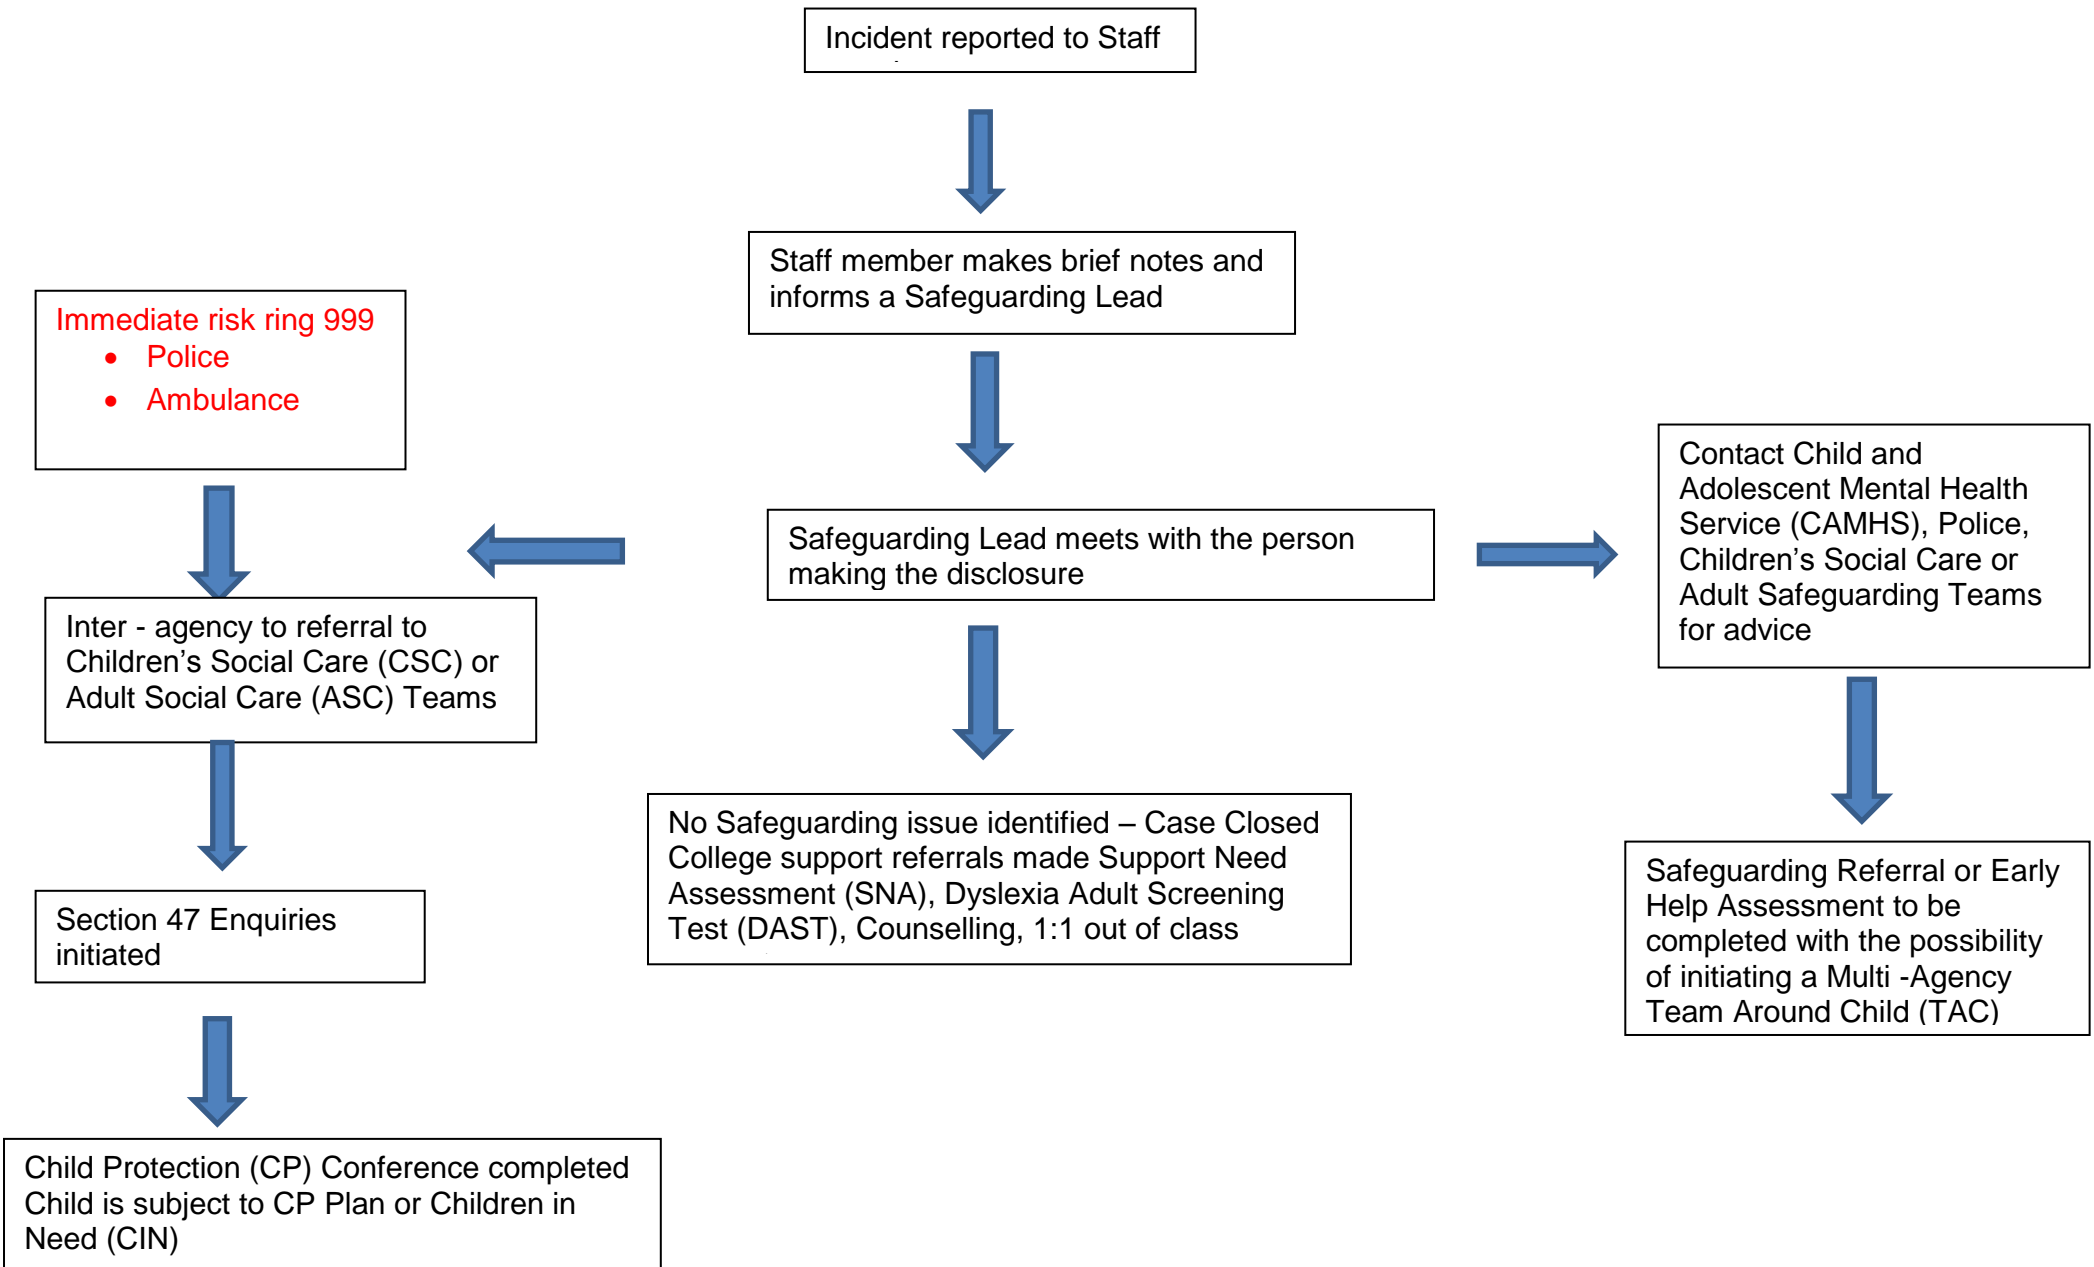 Incident reported to Staff
Staff member makes brief notes and
informs a Safeguarding Lead
Immediate risk ring 999
• Police
• Ambulance
Safeguarding Lead meets with the person
making the disclosure
Contact Child and
Adolescent Mental Health
Service (CAMHS), Police,
Children’s Social Care or
Adult Safeguarding Teams
for advice
Inter - agency to referral to
Children’s Social Care (CSC) or
Adult Social Care (ASC) Teams
No Safeguarding issue identified – Case Closed
College support referrals made Support Need
Assessment (SNA), Dyslexia Adult Screening
Test (DAST), Counselling, 1:1 out of class
Safeguarding Referral or Early
Help Assessment to be
completed with the possibility
of initiating a Multi -Agency
Team Around Child (TAC)
Section 47 Enquiries
initiated
Child Protection (CP) Conference completed
Child is subject to CP Plan or Children in
Need (CIN)